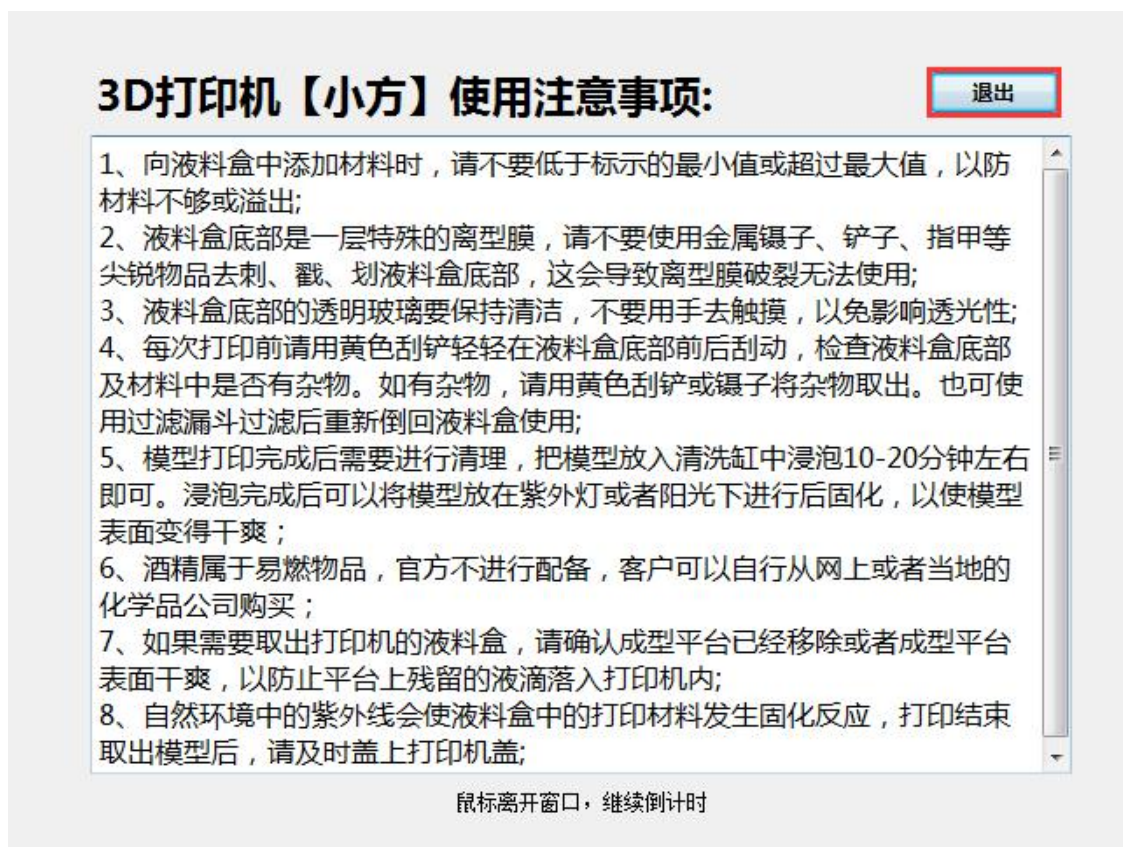 3D打印机【小方】使用注意事项:
退出
1、向液料盒中添加材料时，请不要低于标示的最小值或超过最大值，以防
材料不够或溢出;
2、液料盒底部是一层特殊的离型膜，请不要使用金属镊子、铲子、指甲等
尖锐物品去刺、戳、划液料盒底部，这会导致离型膜破裂无法使用;
3、液料盒底部的透明玻璃要保持清洁，不要用手去触摸，以免影响透光性;
4、每次打印前请用黄色刮铲轻轻在液料盒底部前后刮动，检查液料盒底部
及材料中是否有杂物。如有杂物，请用黄色刮铲或镊子将杂物取出。也可使
用过滤漏斗过滤后重新倒回液料盒使用;
5、模型打印完成后需要进行清理，把模型放入清洗缸中浸泡10-20分钟左右
即可。浸泡完成后可以将模型放在紫外灯或者阳光下进行后固化，以使模型
表面变得干爽；
6、酒精属于易燃物品，官方不进行配备，客户可以自行从网上或者当地的
化学品公司购买；
7、如果需要取出打印机的液料盒，请确认成型平台已经移除或者成型平台
表面干爽，以防止平台上残留的液滴落入打印机内;
8、自然环境中的紫外线会使液料盒中的打印材料发生固化反应，打印结束
取出模型后，请及时盖上打印机盖;
鼠标离开窗口，继续倒计时